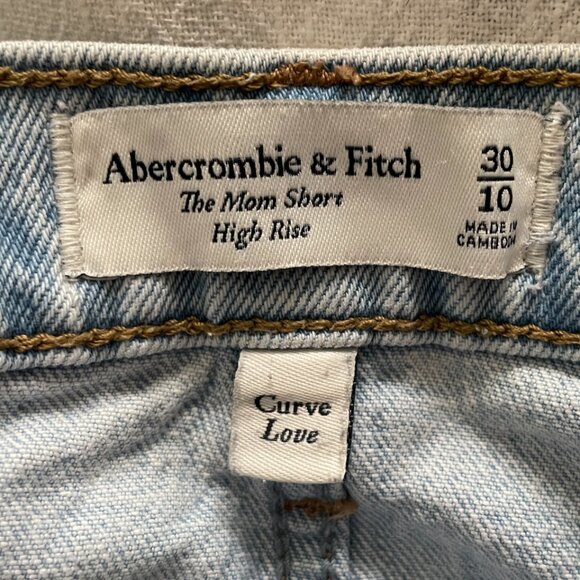 Abercrombie & Fitch
The Mom Short
High Rise
30
10
MADE IN
CAMBODIA
Curve
Love